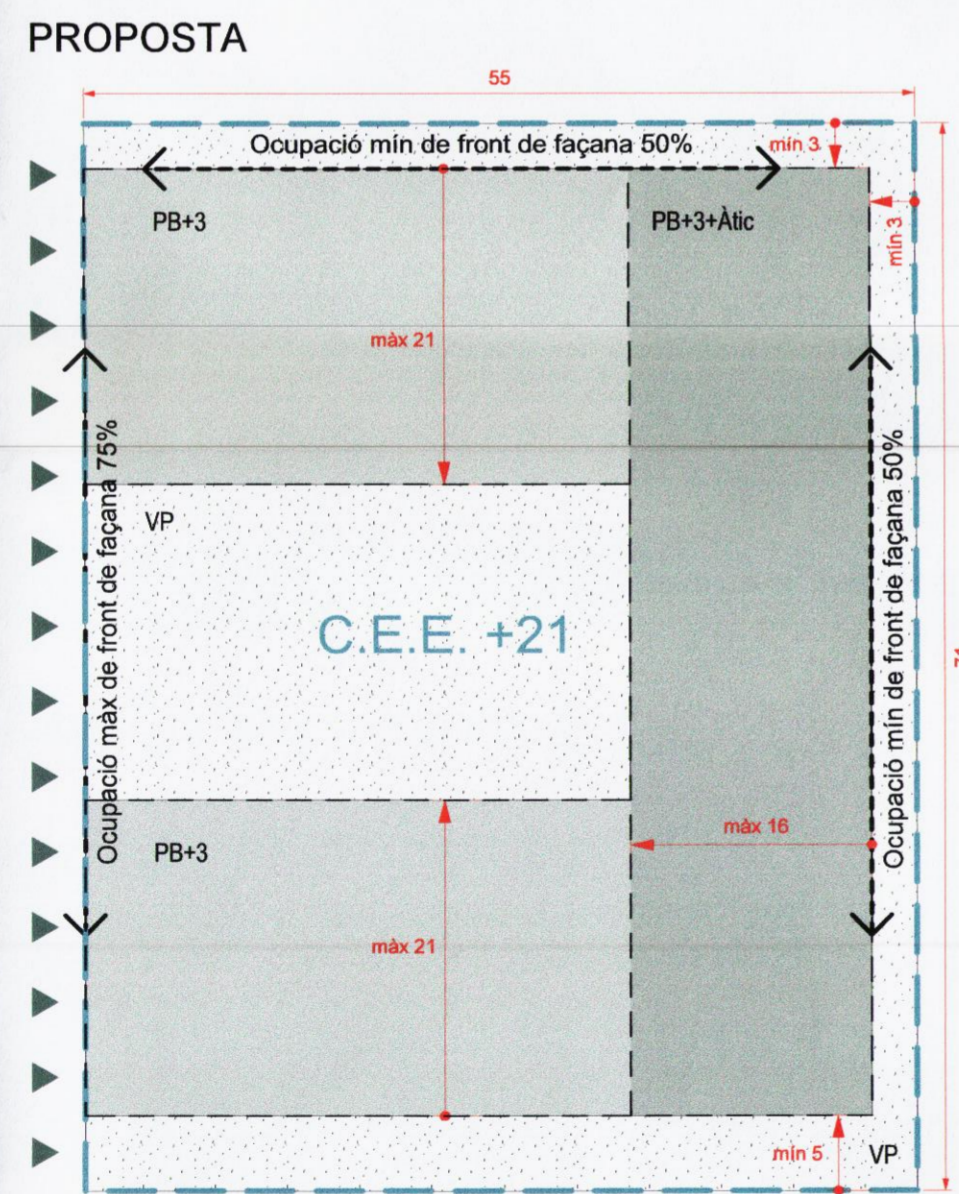 PROPOSTA
55
Ocupació mín de front de façana 50%
mín 3
PB+3
PB+3+Àtic
mín 3
màx 21
Ocupació màx de front de façana 75%
VP
C.E.E. +21
Ocupació mín de front de façana 50%
71
màx 16
PB+3
màx 21
mín 5
VP